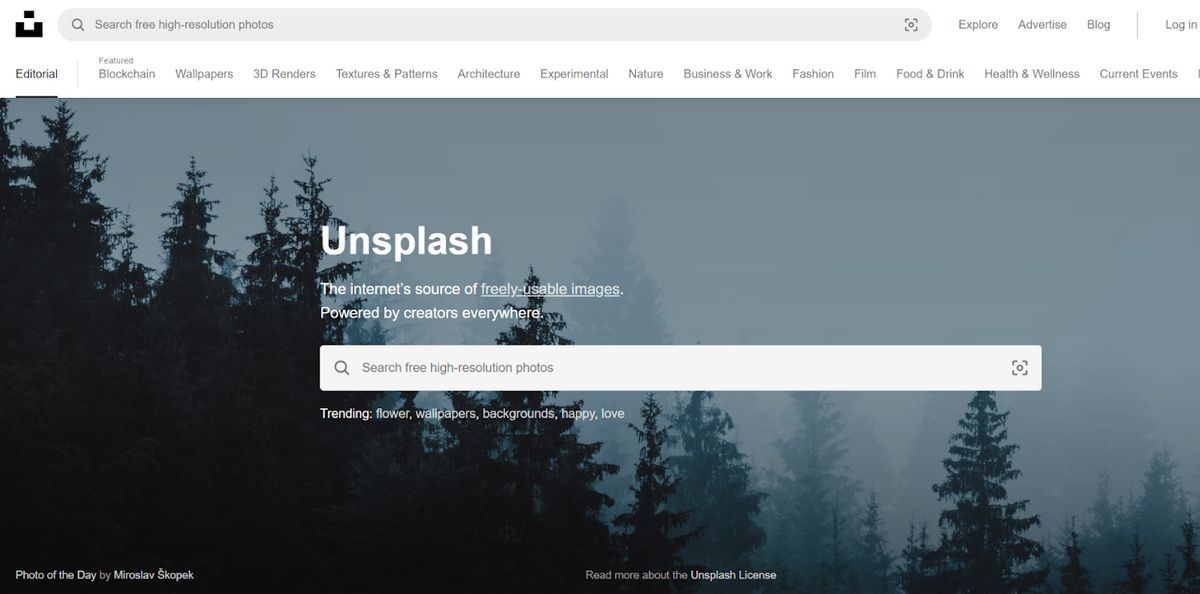 Search free high-resolution photos
Explore Advertise Blog Log in
Featured
Editorial Blockchain Wallpapers 3D Renders Textures & Patterns Architecture Experimental Nature Business & Work Fashion Film Food & Drink Health & Wellness Current Events
Unsplash
The internet's source of freely-usable images.
Powered by creators everywhere.
Search free high-resolution photos
Trending: flower, wallpapers, backgrounds, happy, love
Photo of the Day by Miroslav Škopek
Read more about the Unsplash License